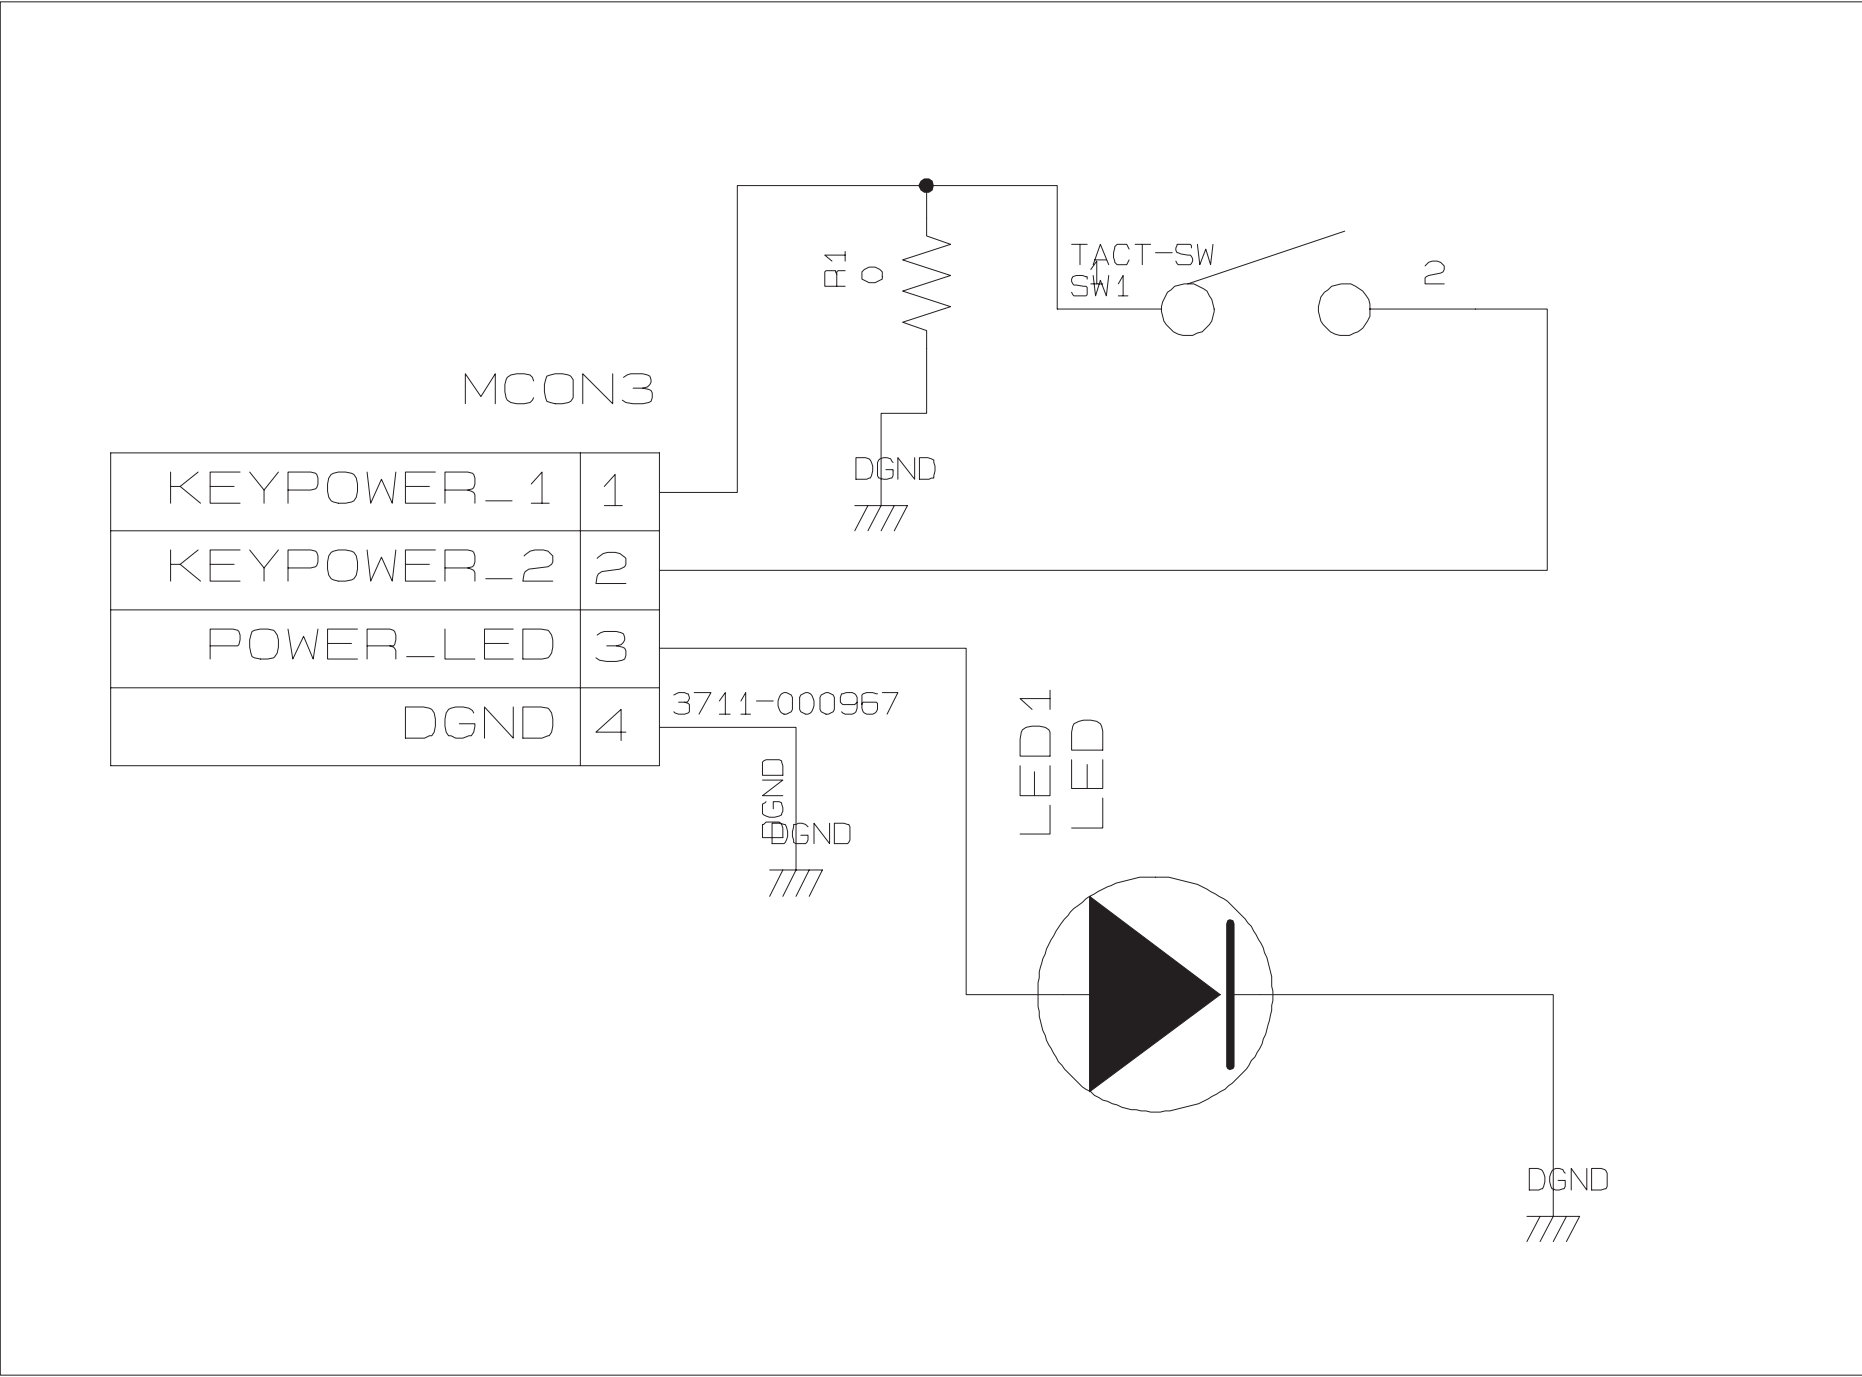 TACT-SW
1
SW1
2
R1
0
MCON3
DGND
KEYPOWER_1 1
KEYPOWER_2 2
POWER_LED 3
DGND 4
3711-000967
LED1
LED
DGND
DGND
DGND